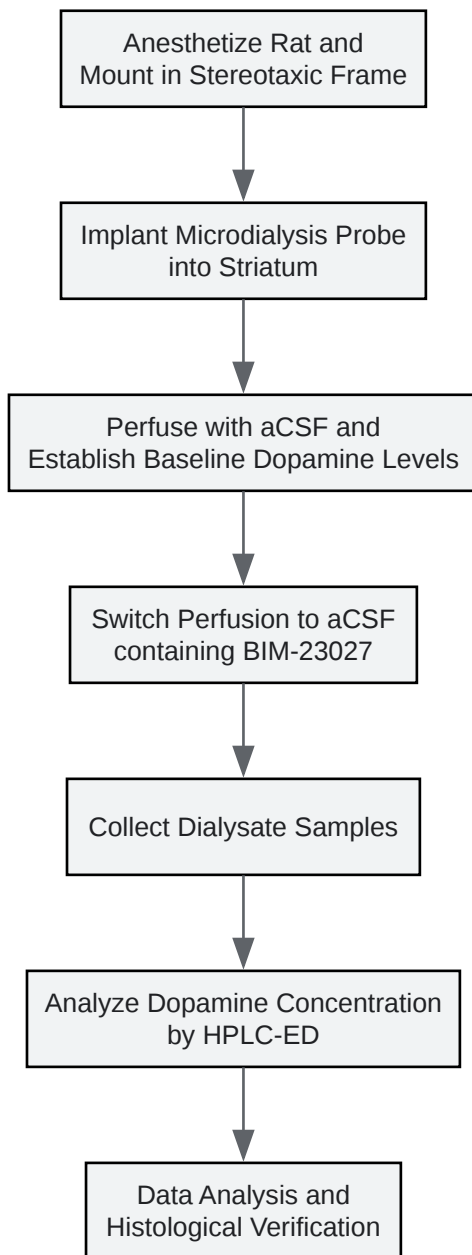 Anesthetize Rat and
Mount in Stereotaxic Frame
Implant Microdialysis Probe
into Striatum
Perfuse with aCSF and
Establish Baseline Dopamine Levels
Switch Perfusion to aCSF
containing BIM-23027
Collect Dialysate Samples
Analyze Dopamine Concentration
by HPLC-ED
Data Analysis and
Histological Verification